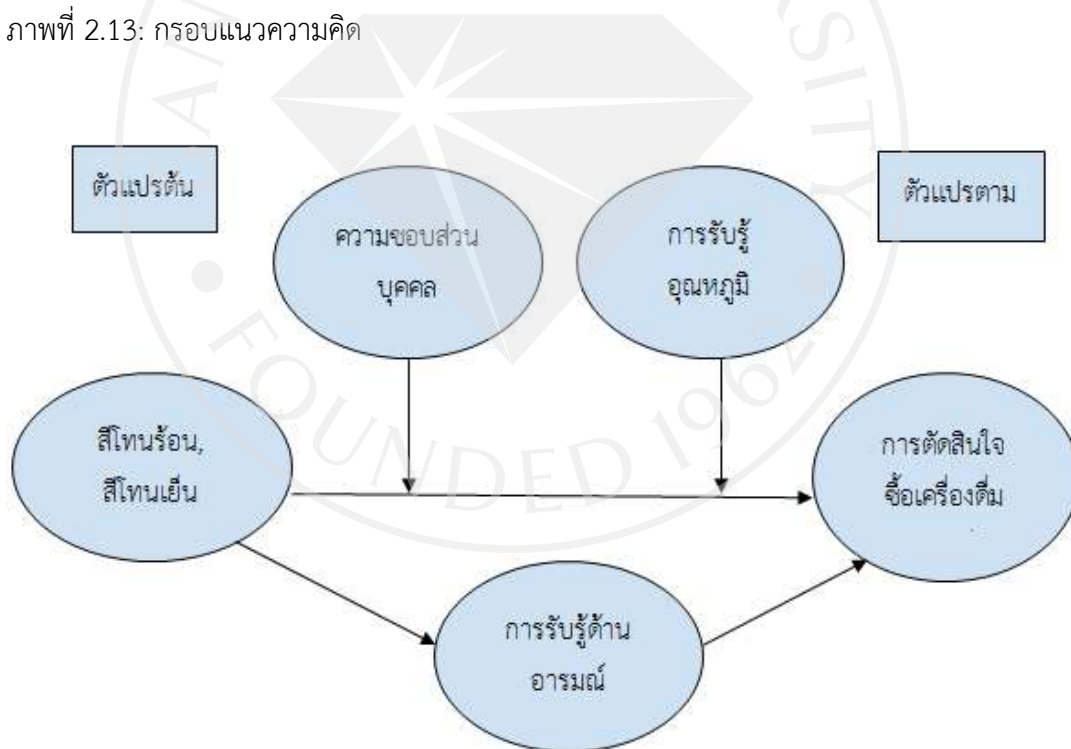 ภาพที่ 2.13: กรอบแนวความคิด
ตัวแปรต้น
ความชอบส่วน
บุคคล
การรับรู้
อุณหภูมิ
ตัวแปรตาม
สีโทนร้อน,
สีโทนเย็น
การตัดสินใจ
ซื้อเครื่องดื่ม
การรับรู้ด้าน
อารมณ์
SITY
FOUNDED 1962